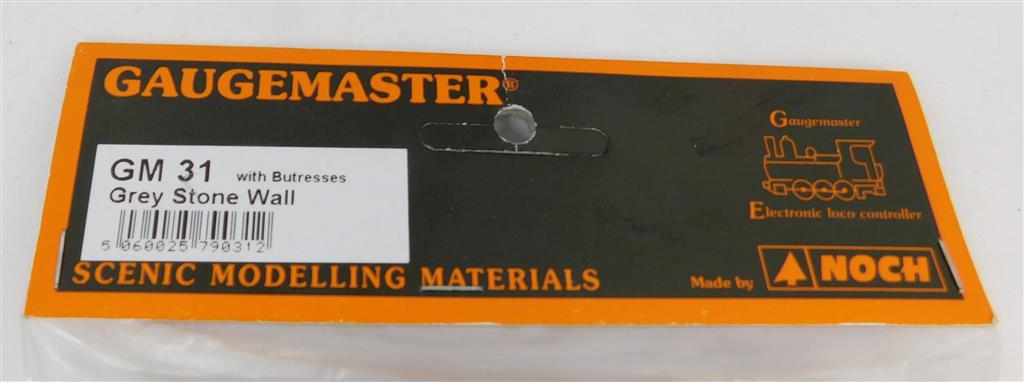 GAUGEMASTER®
GM 31 with Butresses
Grey Stone Wall
5 060025 790312
SCENIC MODELLING MATERIALS
Gaugemaster
Electronic loco controller
Made by NOCH